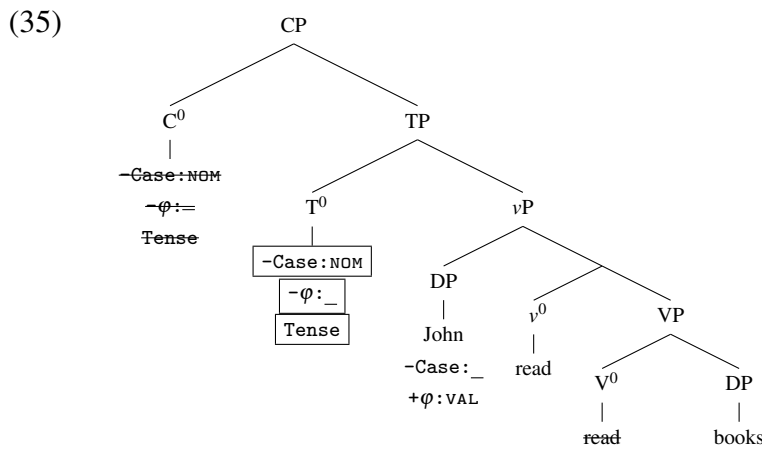 (35)
CP
C⁰ TP
-Case:NOM
-φ:_
Tense
T⁰ vP
-Case:NOM
-φ:_
Tense
DP
John
-Case:_
+φ:VAL
v⁰ VP
read
V⁰ DP
read books